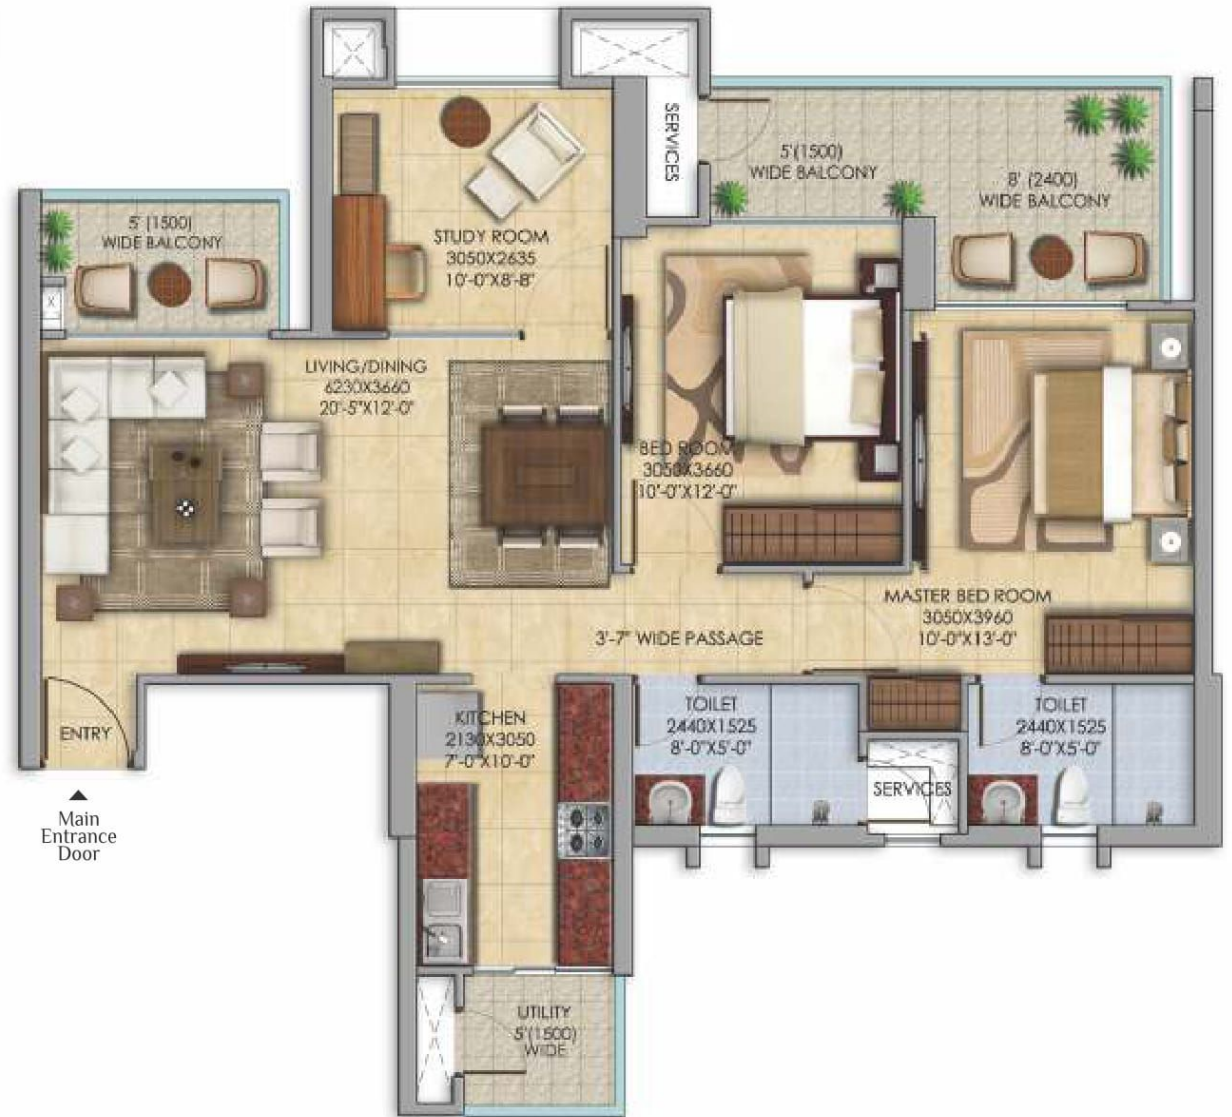 SERVICES
5'(1500)
WIDE BALCONY
8' (2400)
WIDE BALCONY
5' (1500)
WIDE BALCONY
STUDY ROOM
3050X2635
10'-0"X8'-8"
LIVING/DINING
6230X3660
20'-5"X12'-0"
BED ROOM
3050X3660
10'-0"X12'-0"
MASTER BED ROOM
3050X3960
10'-0"X13'-0"
3'-7" WIDE PASSAGE
ENTRY
KITCHEN
2130X3050
7'-0"X10'-0"
TOILET
2440X1525
8'-0"X5'-0"
TOILET
2440X1525
8'-0"X5'-0"
SERVICES
Main
Entrance
Door
UTILITY
5'(1500)
WIDE